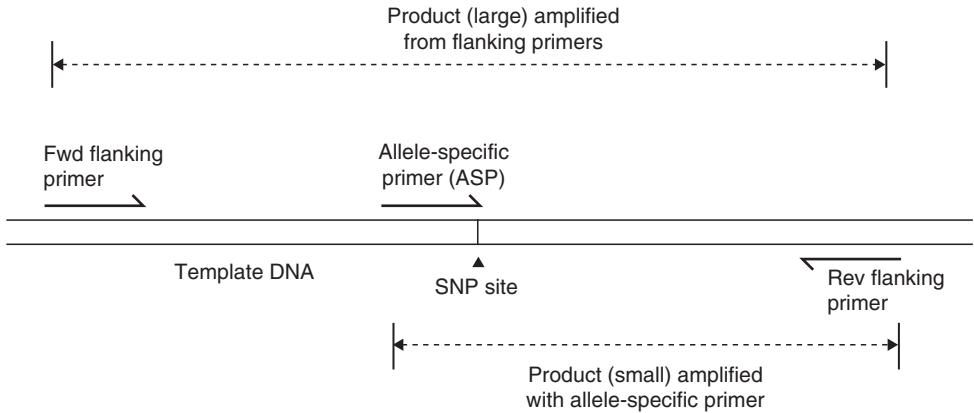 Product (large) amplified
from flanking primers
Fwd flanking
primer
Allele-specific
primer (ASP)
Template DNA
SNP site
Rev flanking
primer
Product (small) amplified
with allele-specific primer